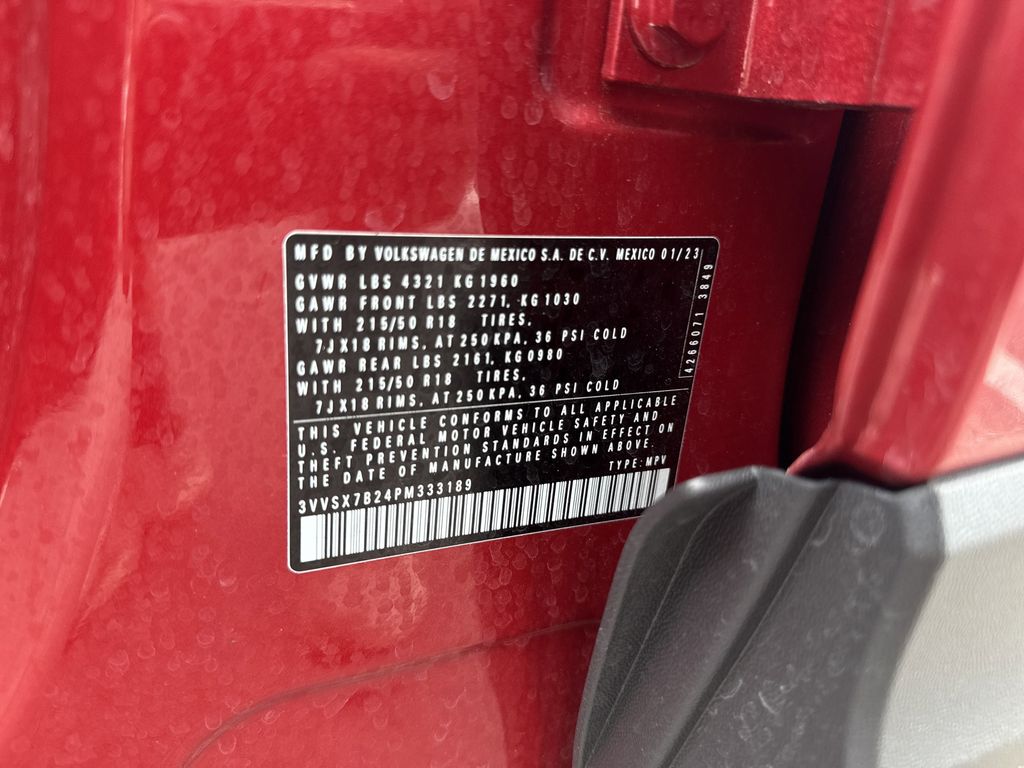 MFD BY VOLKSWAGEN DE MEXICO S.A. DE C.V. MEXICO 01/23
GVWR LBS 4321 KG 1960
GAWR FRONT LBS 2271, KG 1030
WITH 215/50 R18 TIRES,
7JX18 RIMS, AT 250KPA, 36 PSI COLD
GAWR REAR LBS 2161, KG 0980
WITH 215/50 R18 TIRES,
7JX18 RIMS, AT 250KPA, 36 PSI COLD
THIS VEHICLE CONFORMS TO ALL APPLICABLE
U.S. FEDERAL MOTOR VEHICLE SAFETY AND
THEFT PREVENTION STANDARDS IN EFFECT ON
THE DATE OF MANUFACTURE SHOWN ABOVE.
TYPE: MPV
3VVSX7B24PM333189
4266071 3849